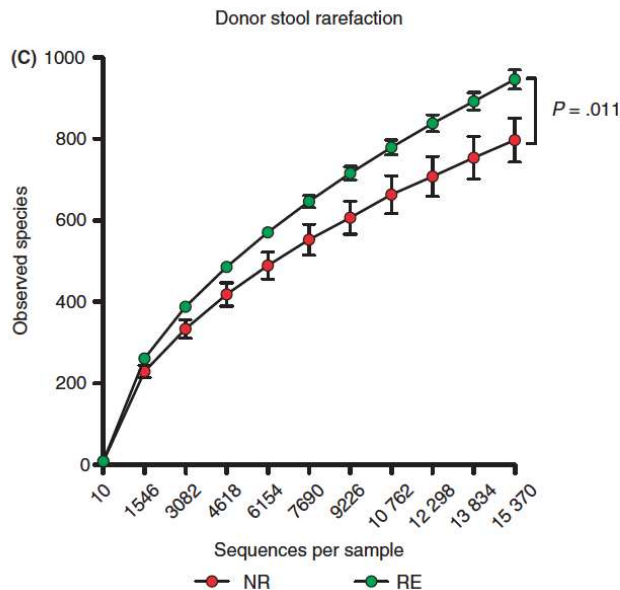 Donor stool rarefaction
(C)
1000
800
600
400
200
0
Observed species
P = .011
10
1546
3082
4618
6154
7690
9226
10 762
12 298
13 834
15 370
Sequences per sample
NR
RE